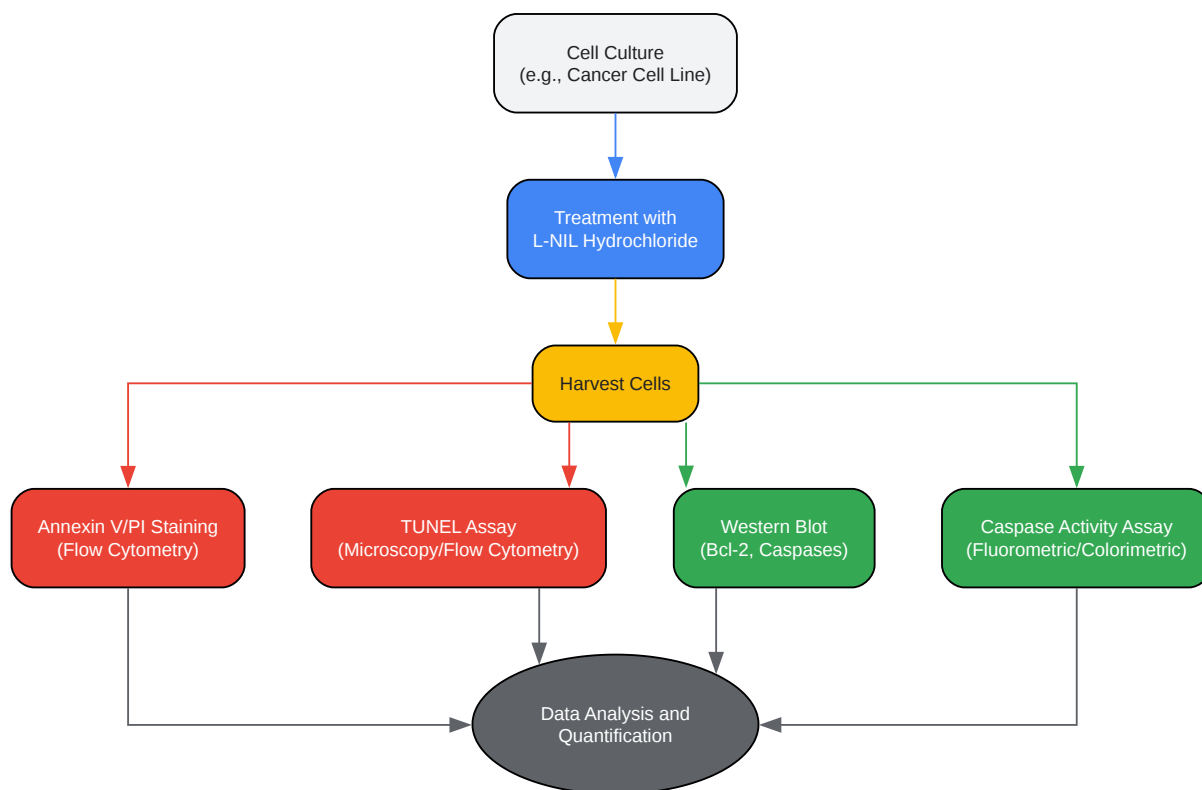 Cell Culture
(e.g., Cancer Cell Line)
Treatment with
L-NIL Hydrochloride
Harvest Cells
Annexin V/PI Staining
(Flow Cytometry)
TUNEL Assay
(Microscopy/Flow Cytometry)
Western Blot
(Bcl-2, Caspases)
Caspase Activity Assay
(Fluorometric/Colorimetric)
Data Analysis and
Quantification